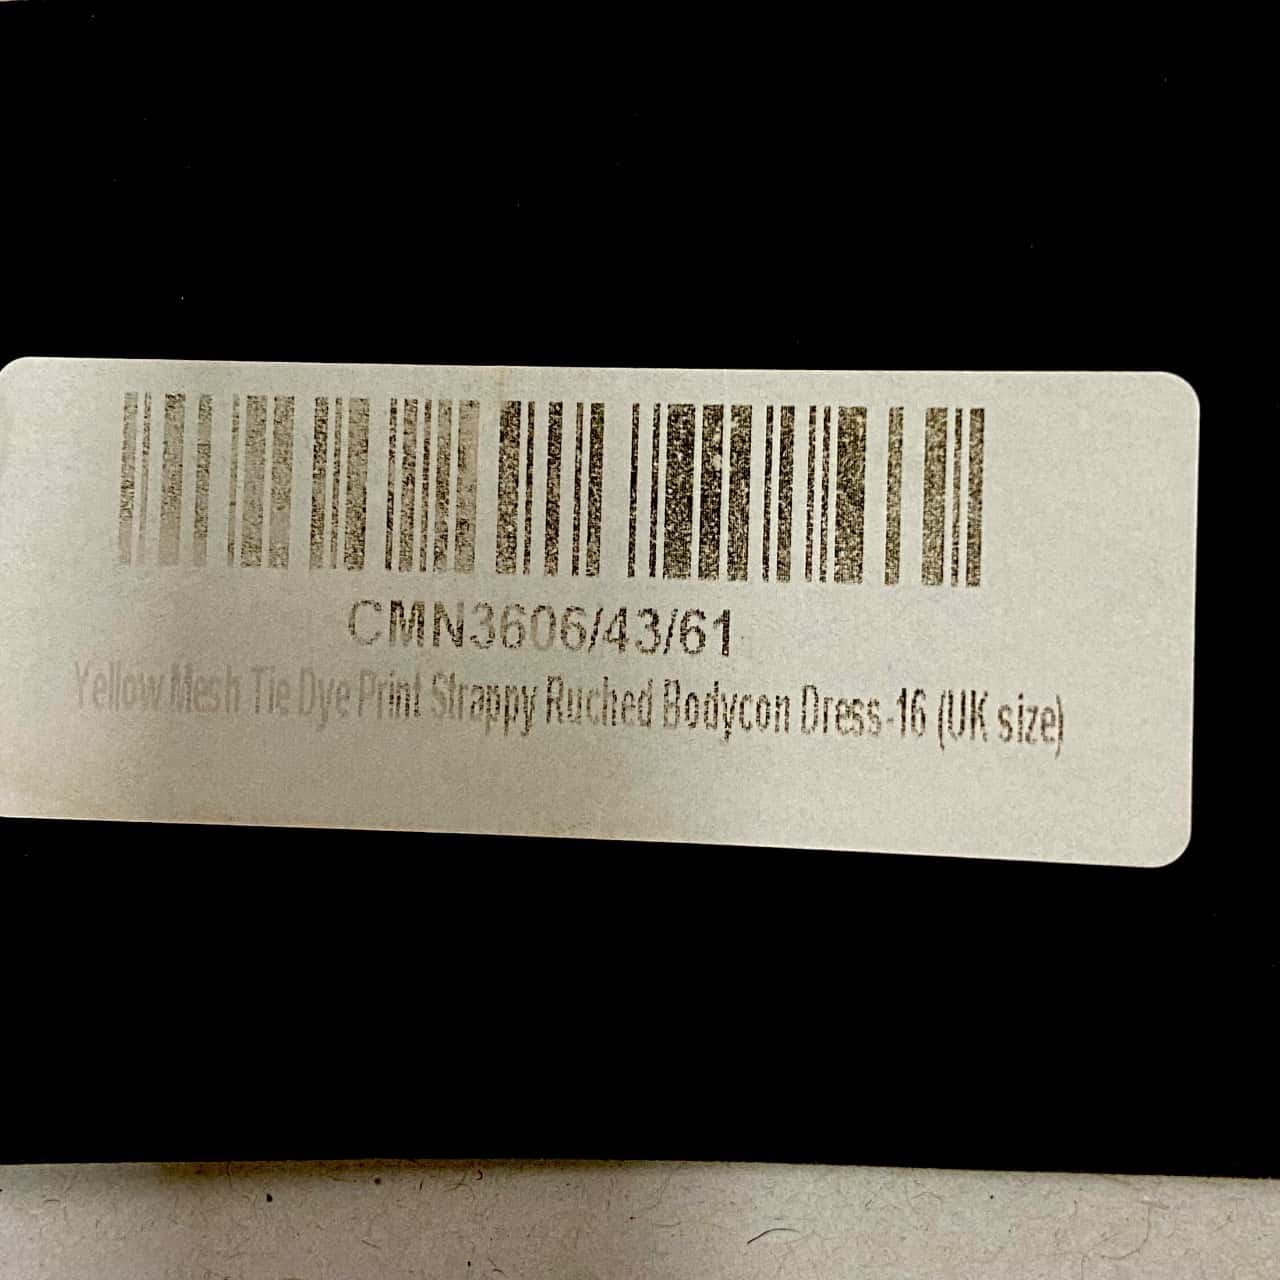 CMN3606/43/61
Yellow Mesh Tie Dye Print Strappy Ruched Bodycon Dress-16 (UK size)